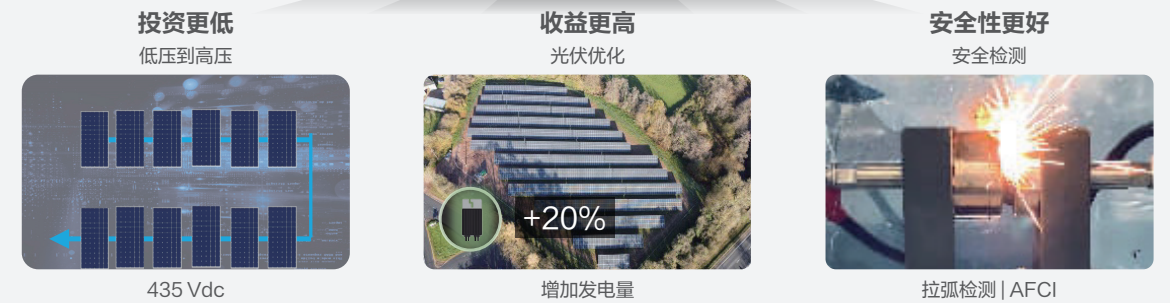 投资更低
低压到高压
435 Vdc
收益更高
光伏优化
+20%
增加发电量
安全性更好
安全检测
拉弧检测 | AFCI